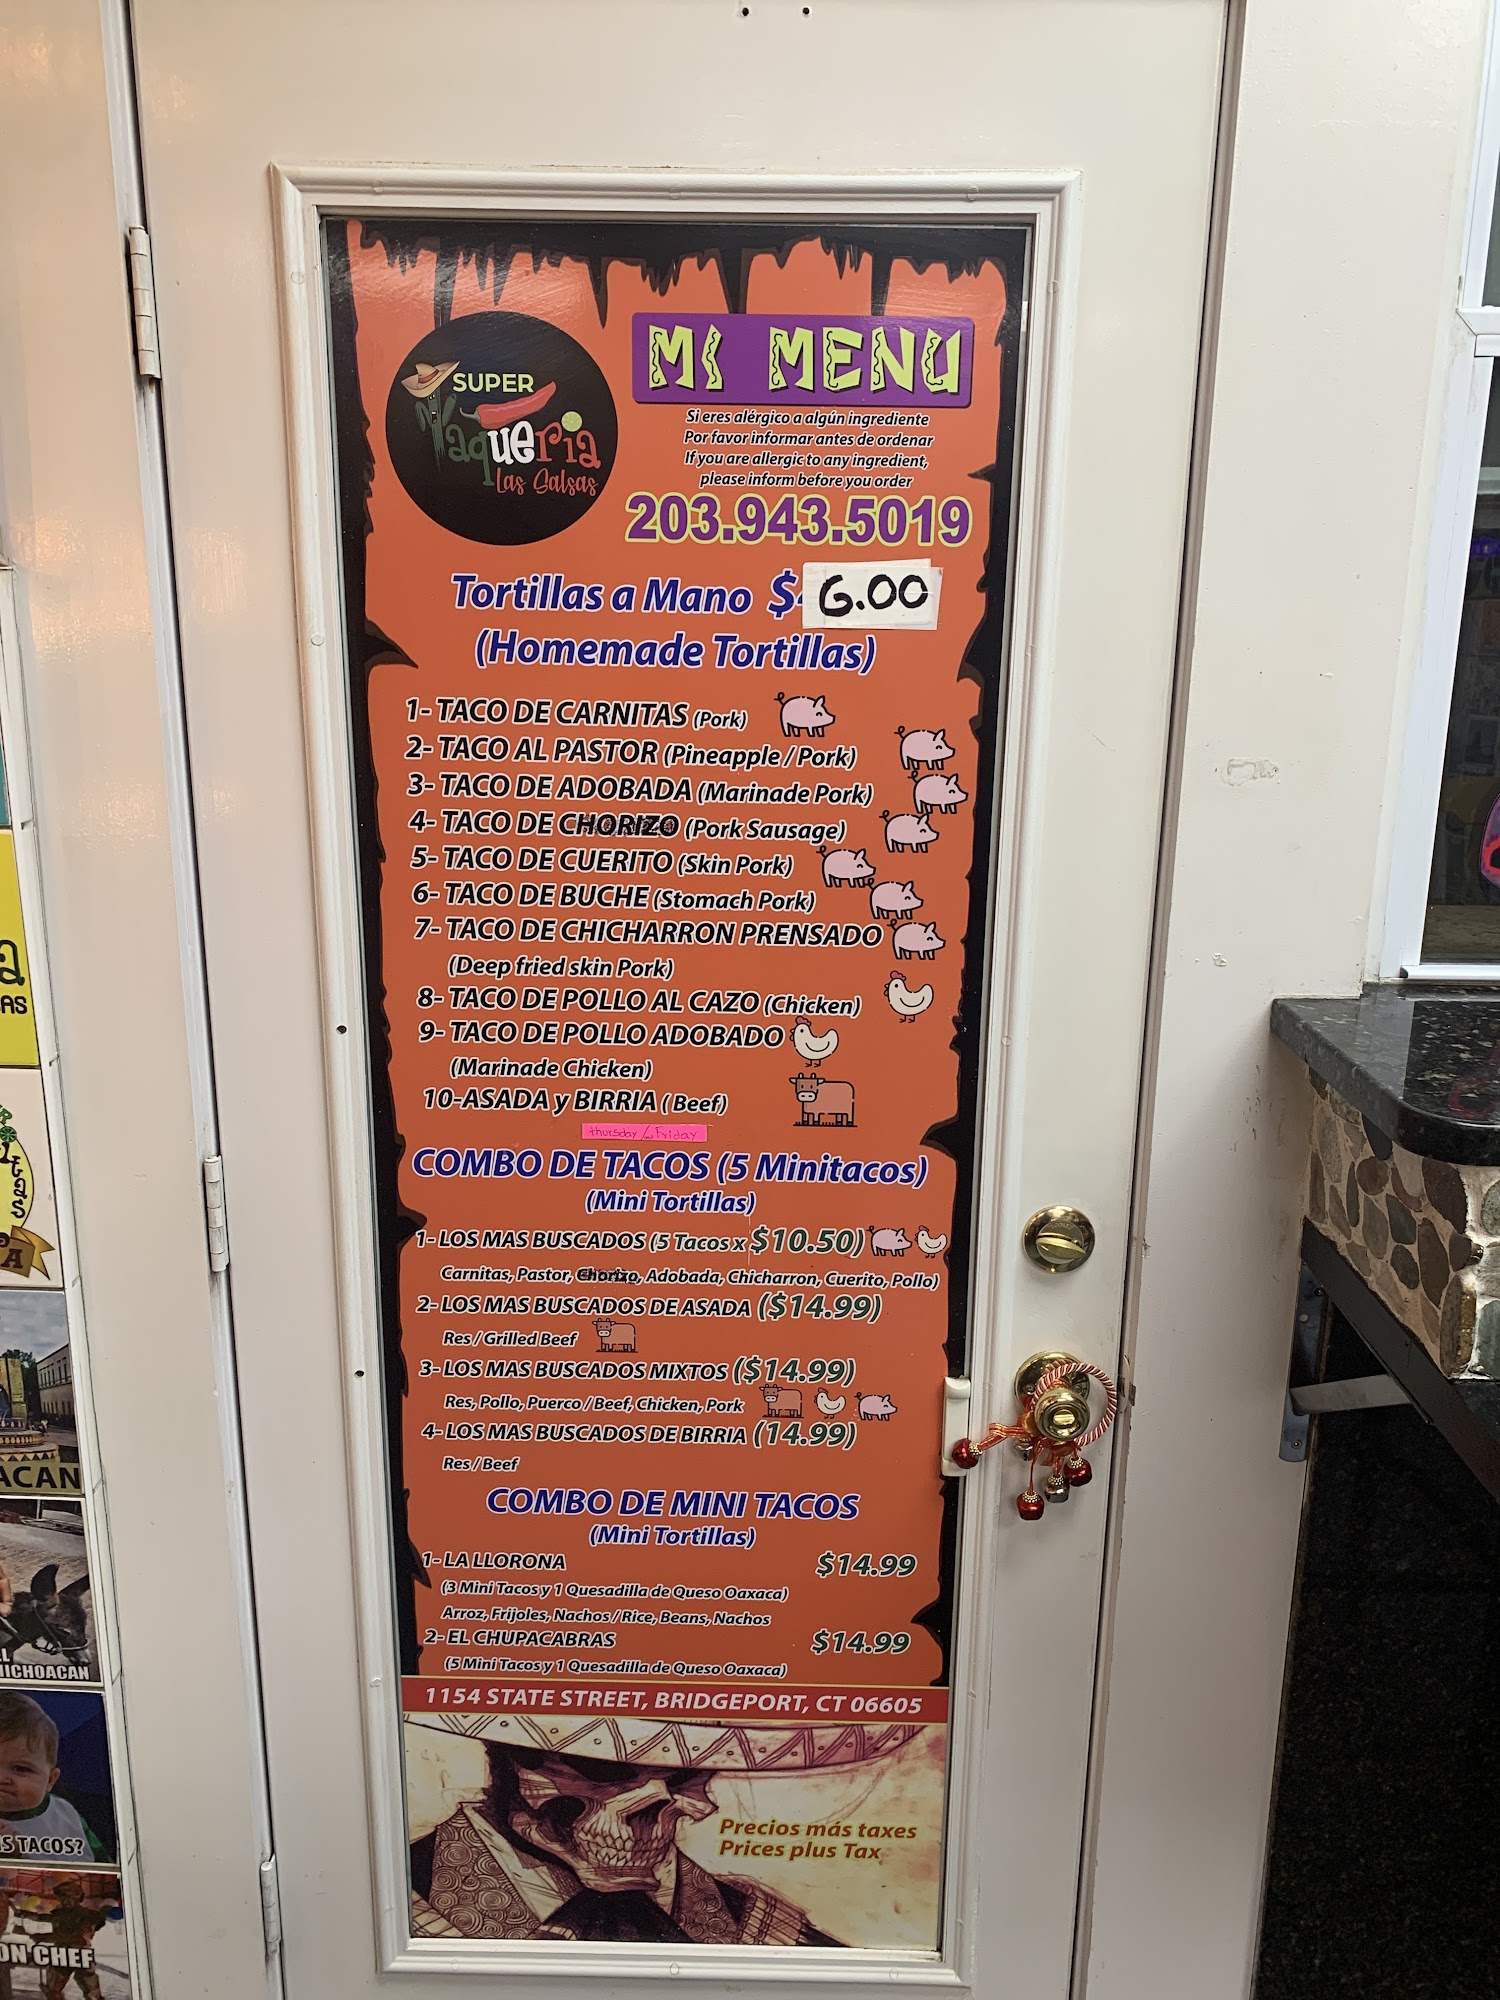 SUPER
Taqueria
Las Salsas
MI MENU
Si eres alérgico a algún ingrediente
Por favor informar antes de ordenar
If you are allergic to any ingredient,
please inform before you order
203.943.5019
Tortillas a Mano $ 6.00
(Homemade Tortillas)
1- TACO DE CARNITAS (Pork)
2- TACO AL PASTOR (Pineapple / Pork)
3- TACO DE ADOBADA (Marinade Pork)
4- TACO DE CHORIZO (Pork Sausage)
5- TACO DE CUERITO (Skin Pork)
6- TACO DE BUCHE (Stomach Pork)
7- TACO DE CHICHARRON PRENSADO
(Deep fried skin Pork)
8- TACO DE POLLO AL CAZO (Chicken)
9- TACO DE POLLO ADOBADO
(Marinade Chicken)
10-ASADA y BIRRIA ( Beef)
thursday Friday
COMBO DE TACOS (5 Minitacos)
(Mini Tortillas)
1- LOS MAS BUSCADOS (5 Tacos x $10.50)
Carnitas, Pastor, Chorizo, Adobada, Chicharron, Cuerito, Pollo)
2- LOS MAS BUSCADOS DE ASADA ($14.99)
Res / Grilled Beef
3- LOS MAS BUSCADOS MIXTOS ($14.99)
Res, Pollo, Puerco / Beef, Chicken, Pork
4- LOS MAS BUSCADOS DE BIRRIA (14.99)
Res / Beef
COMBO DE MINI TACOS
(Mini Tortillas)
1- LA LLORONA $14.99
(3 Mini Tacos y 1 Quesadilla de Queso Oaxaca)
Arroz, Frijoles, Nachos / Rice, Beans, Nachos
2- EL CHUPACABRAS $14.99
(5 Mini Tacos y 1 Quesadilla de Queso Oaxaca)
1154 STATE STREET, BRIDGEPORT, CT 06605
Precios más taxes
Prices plus Tax
TACOS?
CHEF